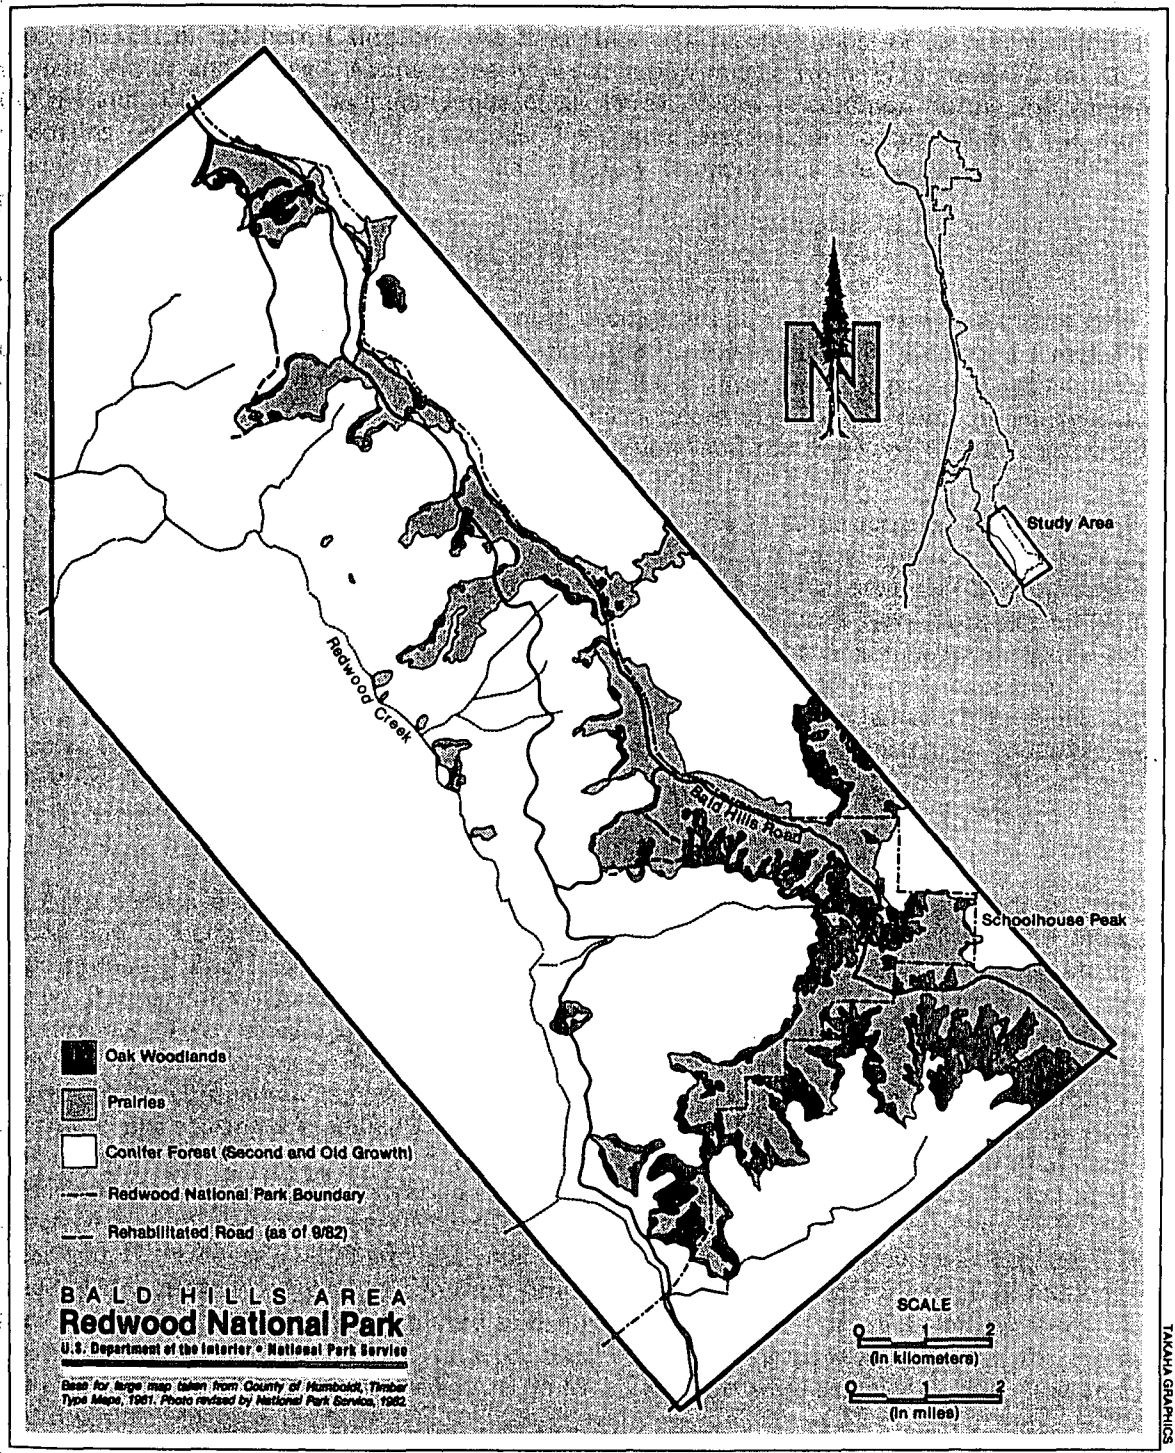 N
Study Area
Redwood Creek
Bald Hills Road
Schoolhouse Peak
Oak Woodlands
Prairies
Conifer Forest (Second and Old Growth)
Redwood National Park Boundary
Rehabilitated Road (as of 9/82)
BALD HILLS AREA
Redwood National Park
U.S. Department of the Interior • National Park Service
Base for large map taken from County of Humboldt, Timber
Type Maps, 1961. Photo revised by National Park Service, 1982.
SCALE
0 1 2
(in kilometers)
0 1 2
(in miles)
TAKAHA GRAPHICS